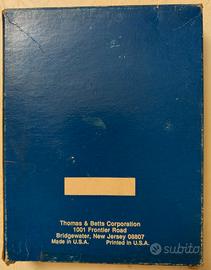 Thomas & Betts Corporation
1001 Frontier Road
Bridgewater, New Jersey 08807
Made in U.S.A. Printed in U.S.A.
subito